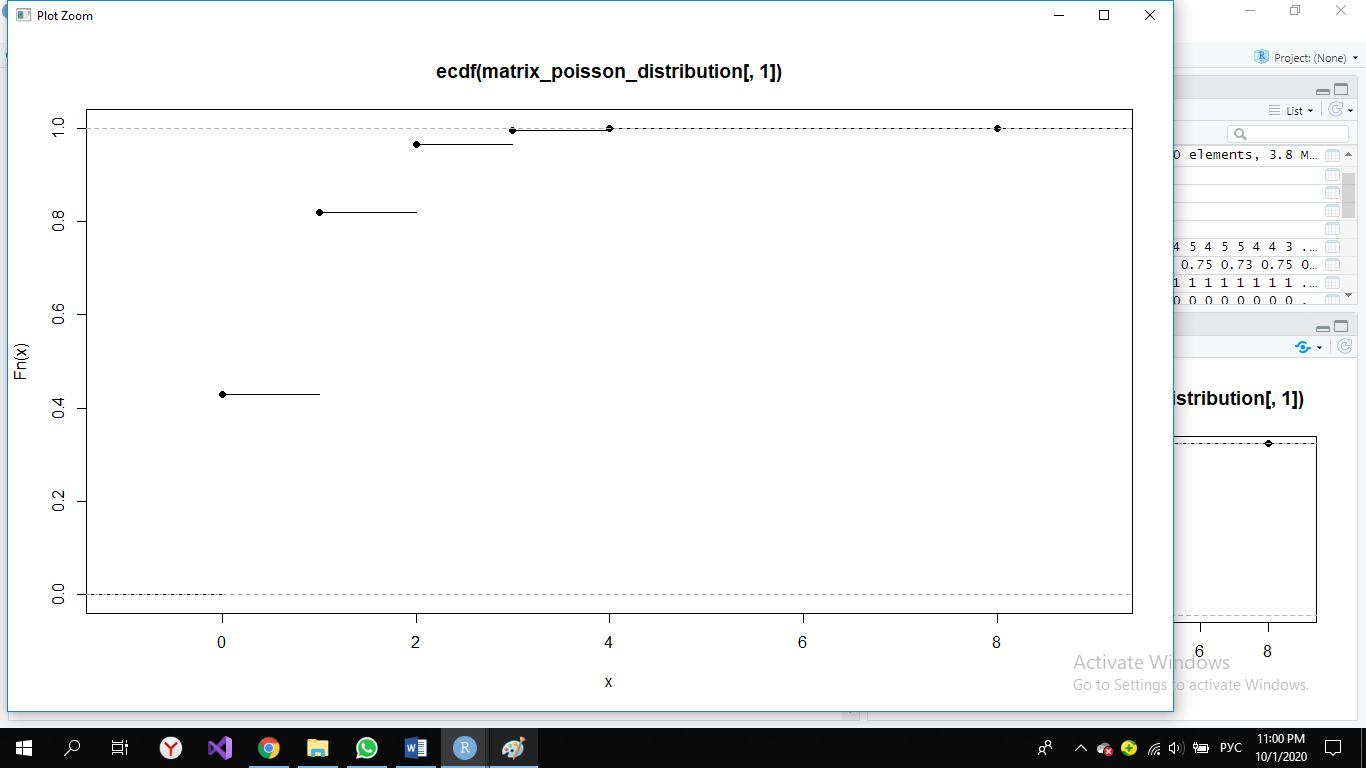 Plot Zoom
ecdf(matrix_poisson_distribution[, 1])
1.0
0.8
0.6
0.4
0.2
0.0
Fn(x)
0 2 4 6 8
x
Project: (None)
List
0 elements, 3.8 M…
4 5 4 5 5 4 4 3 .…
0.75 0.73 0.75 0…
1 1 1 1 1 1 1 .…
0 0 0 0 0 0 0 .
istribution[, 1])
6 8
Activate Windows
Go to Settings to activate Windows.
РУС
11:00 PM
10/1/2020